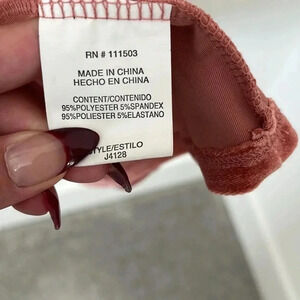 RN # 111503
MADE IN CHINA
HECHO EN CHINA
CONTENT/CONTENIDO
95%POLYESTER 5%SPANDEX
95%POLIESTER 5%ELASTANO
STYLE/ESTILO
J4128